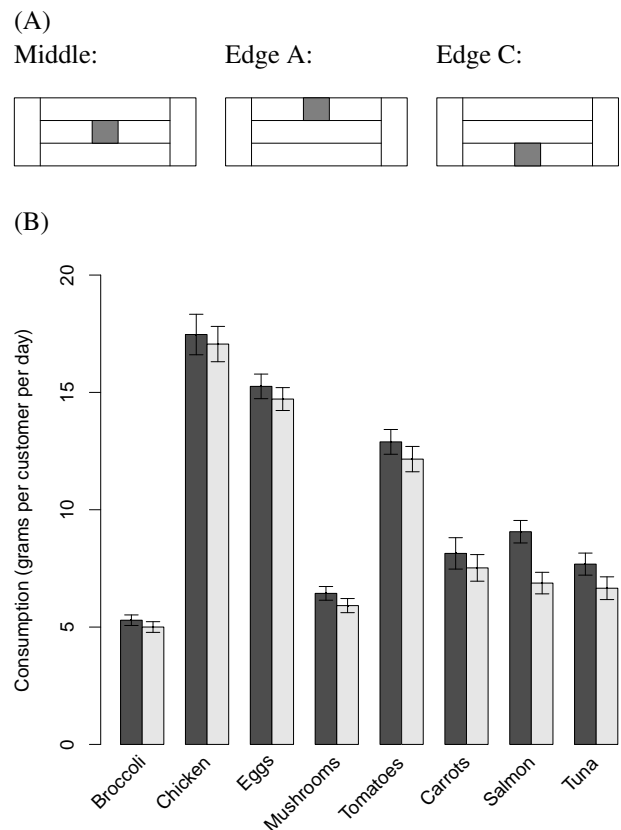 (A)
Middle: Edge A: Edge C:
(B)
Consumption (grams per customer per day)
20
15
10
5
0
Broccoli Chicken Eggs Mushrooms Tomatoes Carrots Salmon Tuna